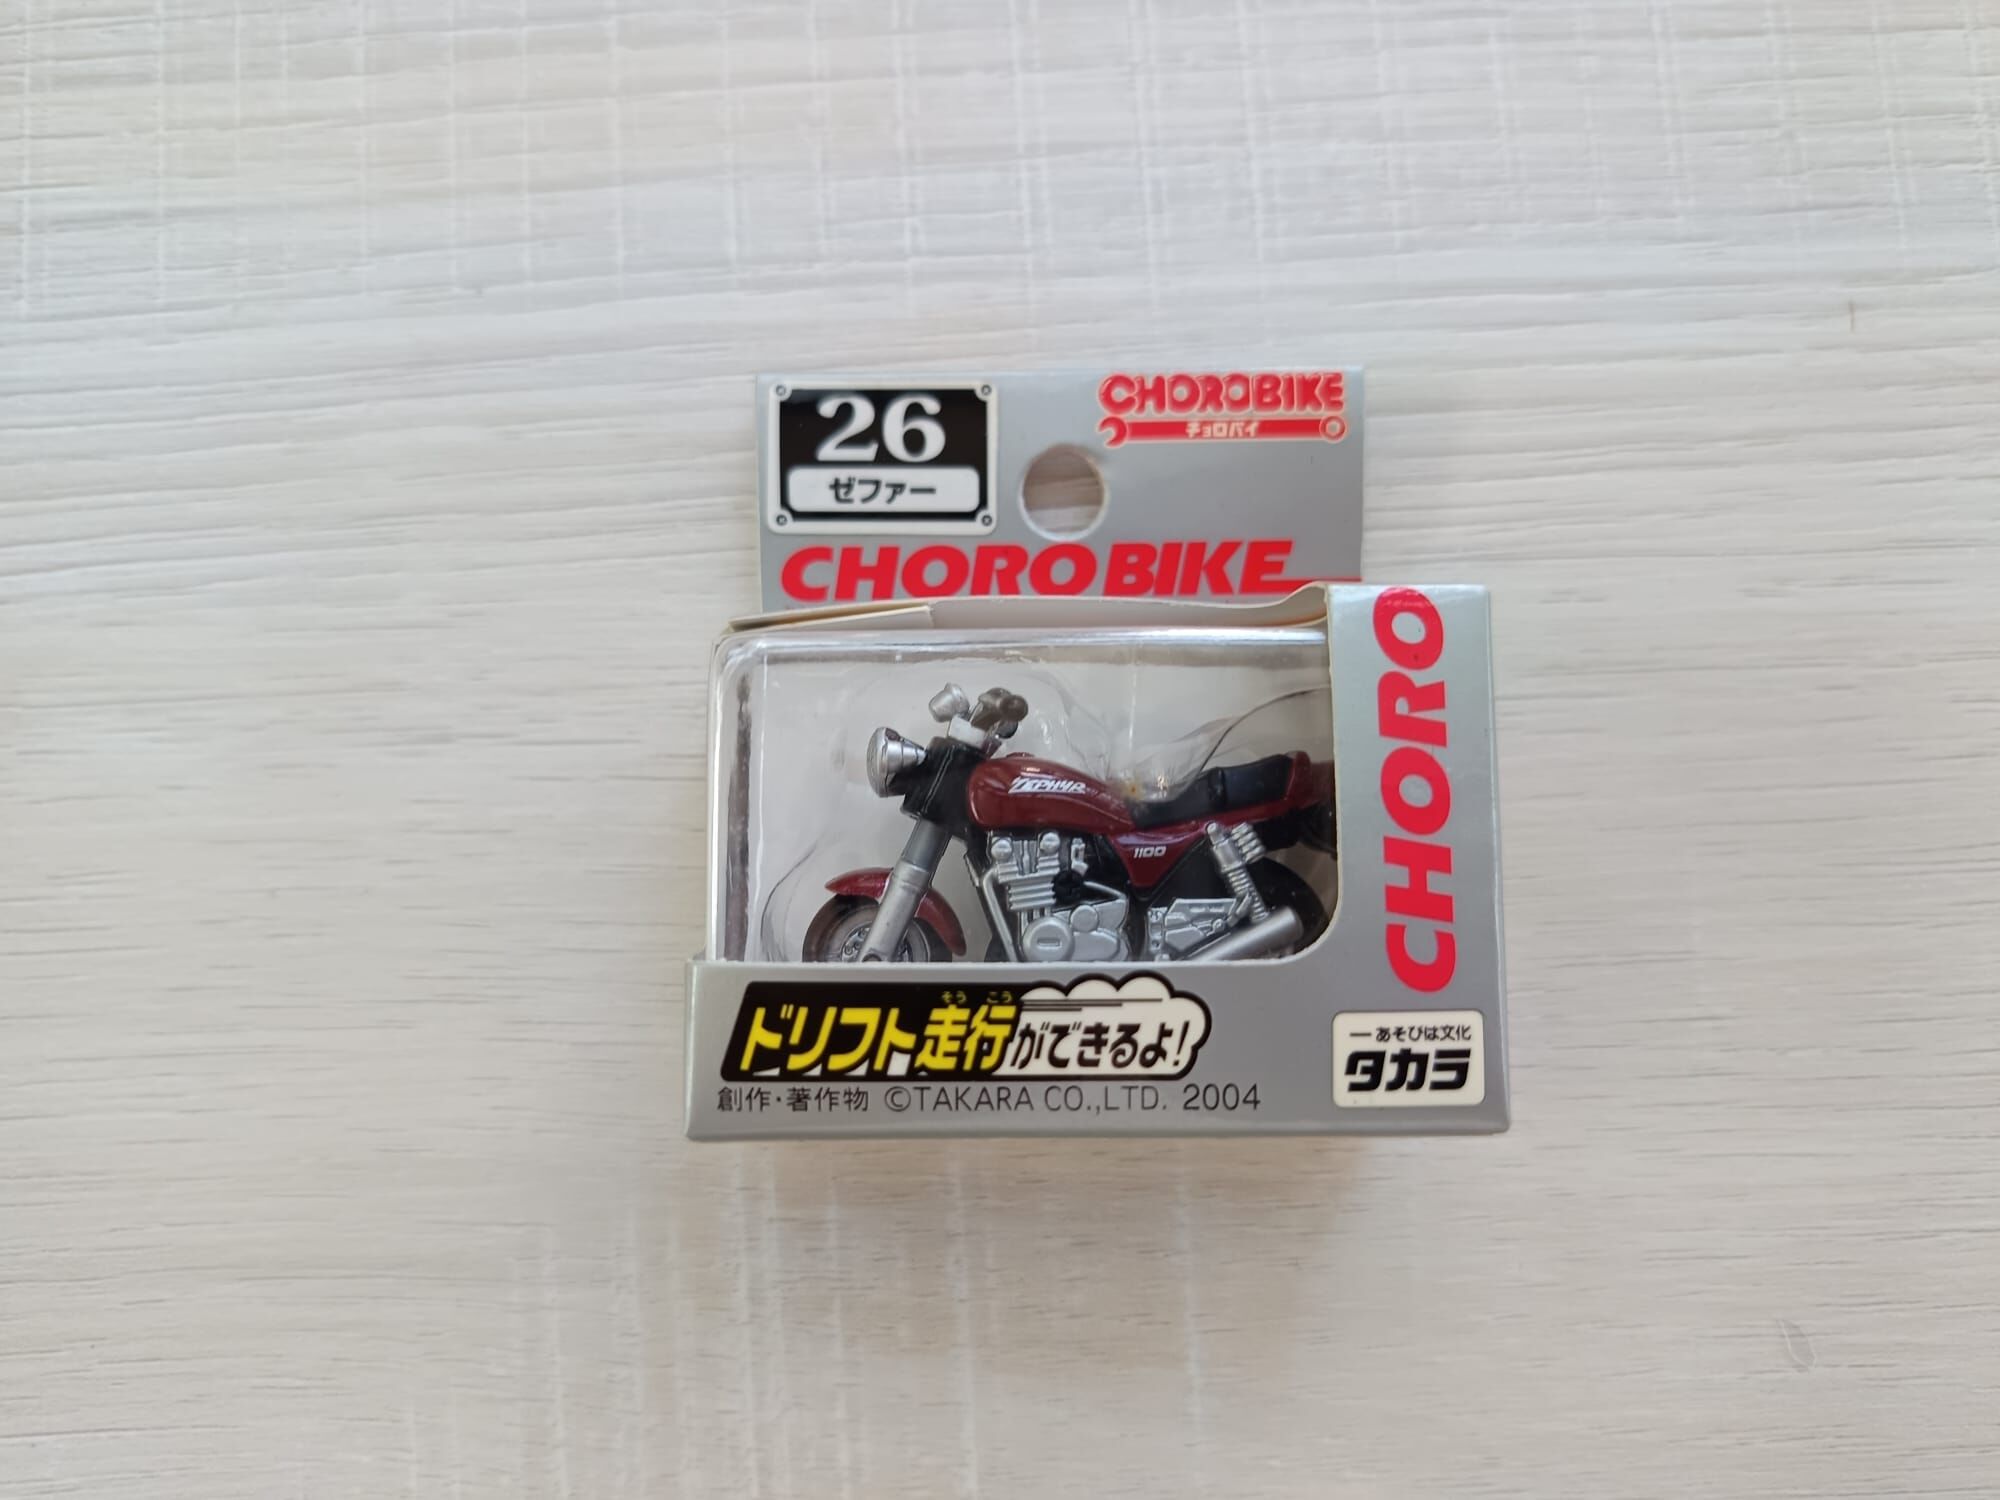 26
ゼファー
CHOROBIKE
チョロバイ
CHORO BIKE
CHORO
ZEPHYR
1100
そう こう
ドリフト走行ができるよ!
創作・著作物 ©TAKARA CO.,LTD. 2004
あそびは文化
タカラ